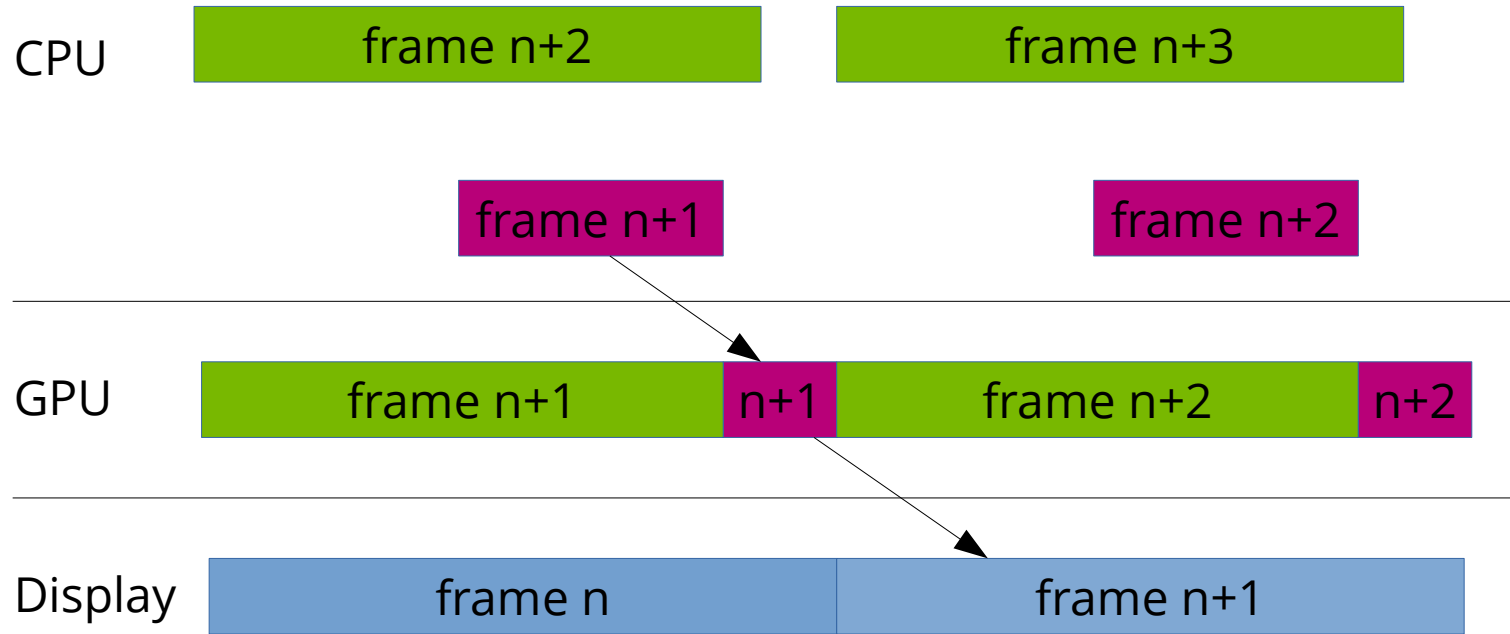 CPU
frame n+2
frame n+3
frame n+1
frame n+2
GPU
frame n+1
n+1
frame n+2
n+2
Display
frame n
frame n+1